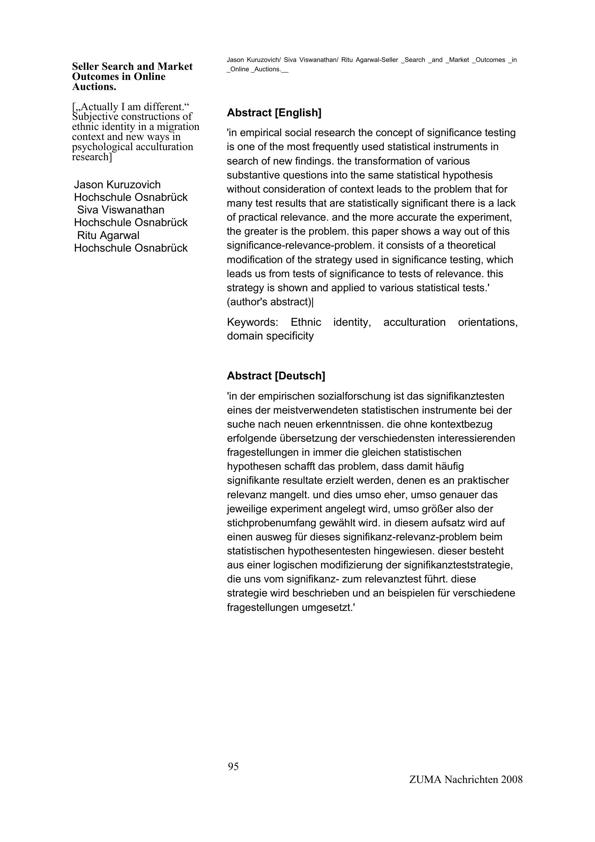 Jason Kuruzovich/ Siva Viswanathan/ Ritu Agarwal-Seller _Search _and _Market _Outcomes _in
_Online _Auctions.__
Seller Search and Market
Outcomes in Online
Auctions.
[„Actually I am different.“
Subjective constructions of
ethnic identity in a migration
context and new ways in
psychological acculturation
research]
Jason Kuruzovich
Hochschule Osnabrück
Siva Viswanathan
Hochschule Osnabrück
Ritu Agarwal
Hochschule Osnabrück
Abstract [English]
'in empirical social research the concept of significance testing
is one of the most frequently used statistical instruments in
search of new findings. the transformation of various
substantive questions into the same statistical hypothesis
without consideration of context leads to the problem that for
many test results that are statistically significant there is a lack
of practical relevance. and the more accurate the experiment,
the greater is the problem. this paper shows a way out of this
significance-relevance-problem. it consists of a theoretical
modification of the strategy used in significance testing, which
leads us from tests of significance to tests of relevance. this
strategy is shown and applied to various statistical tests.'
(author's abstract)|
Keywords: Ethnic identity, acculturation orientations,
domain specificity
Abstract [Deutsch]
'in der empirischen sozialforschung ist das signifikanztesten
eines der meistverwendeten statistischen instrumente bei der
suche nach neuen erkenntnissen. die ohne kontextbezug
erfolgende übersetzung der verschiedensten interessierenden
fragestellungen in immer die gleichen statistischen
hypothesen schafft das problem, dass damit häufig
signifikante resultate erzielt werden, denen es an praktischer
relevanz mangelt. und dies umso eher, umso genauer das
jeweilige experiment angelegt wird, umso größer also der
stichprobenumfang gewählt wird. in diesem aufsatz wird auf
einen ausweg für dieses signifikanz-relevanz-problem beim
statistischen hypothesentesten hingewiesen. dieser besteht
aus einer logischen modifizierung der signifikanzteststrategie,
die uns vom signifikanz- zum relevanztest führt. diese
strategie wird beschrieben und an beispielen für verschiedene
fragestellungen umgesetzt.'
95
ZUMA Nachrichten 2008